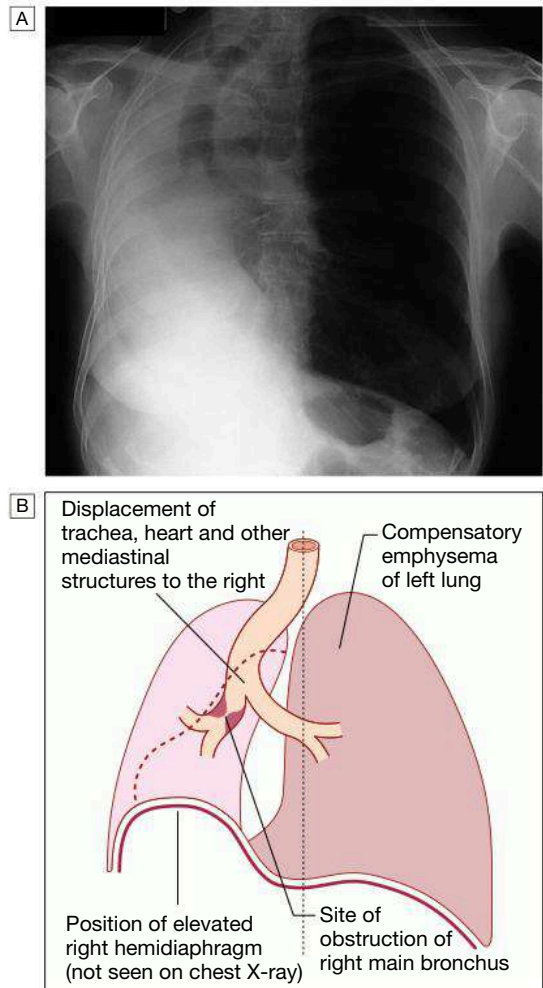 A
B
Displacement of
trachea, heart and other
mediastinal
structures to the right
Compensatory
emphysema
of left lung
Position of elevated
right hemidiaphragm
(not seen on chest X-ray)
Site of
obstruction of
right main bronchus